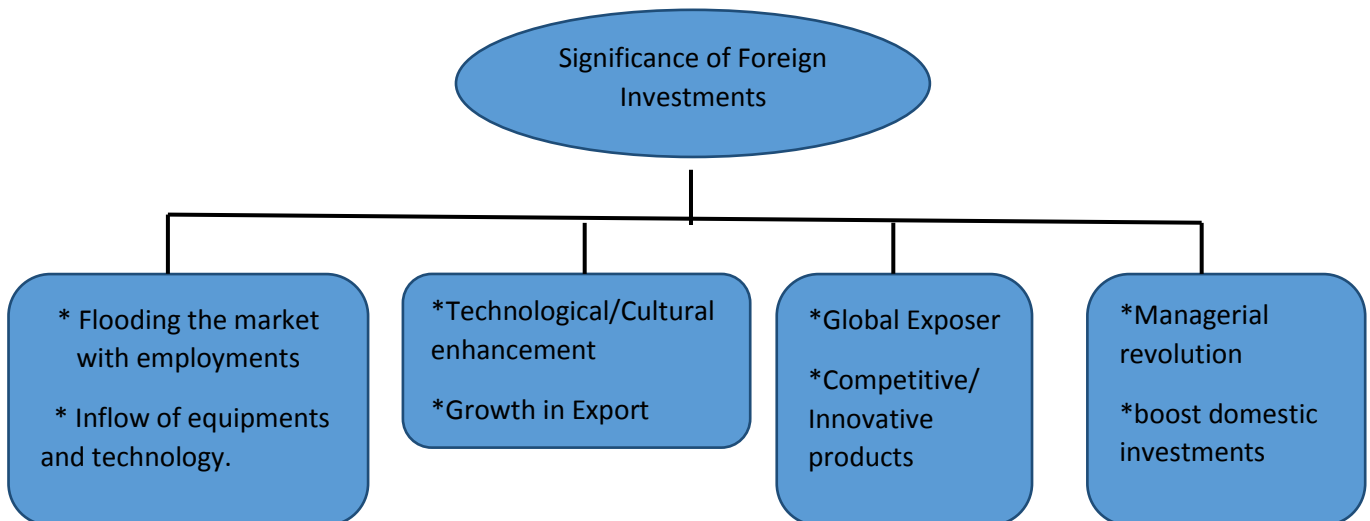 Significance of Foreign
Investments
* Flooding the market
with employments
* Inflow of equipments
and technology.
*Technological/Cultural
enhancement
*Growth in Export
*Global Exposer
*Competitive/
Innovative
products
*Managerial
revolution
*boost domestic
investments